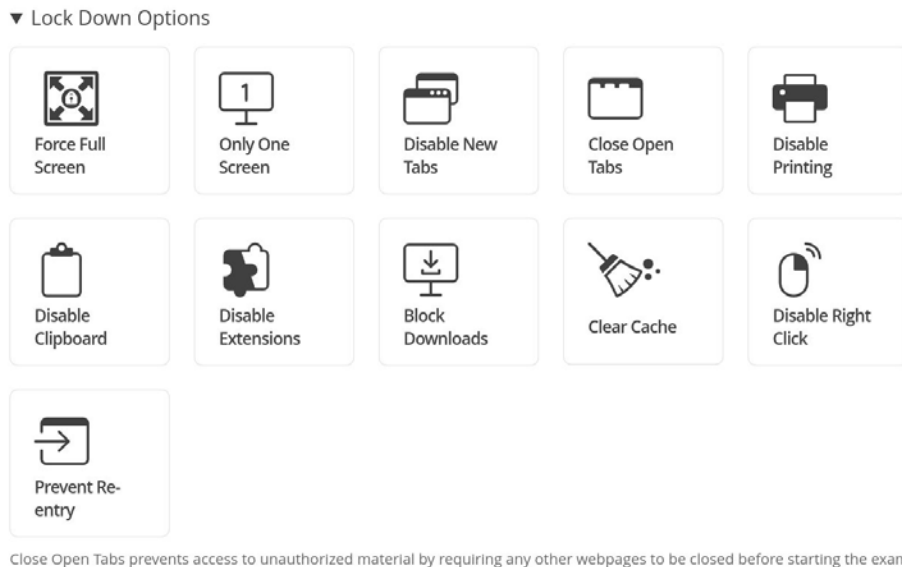 ▼ Lock Down Options
Force Full
Screen
Only One
Screen
1
Disable New
Tabs
Close Open
Tabs
Disable
Printing
Disable
Clipboard
Disable
Extensions
Block
Downloads
Clear Cache
Disable Right
Click
Prevent Re-
entry
Close Open Tabs prevents access to unauthorized material by requiring any other webpages to be closed before starting the exam